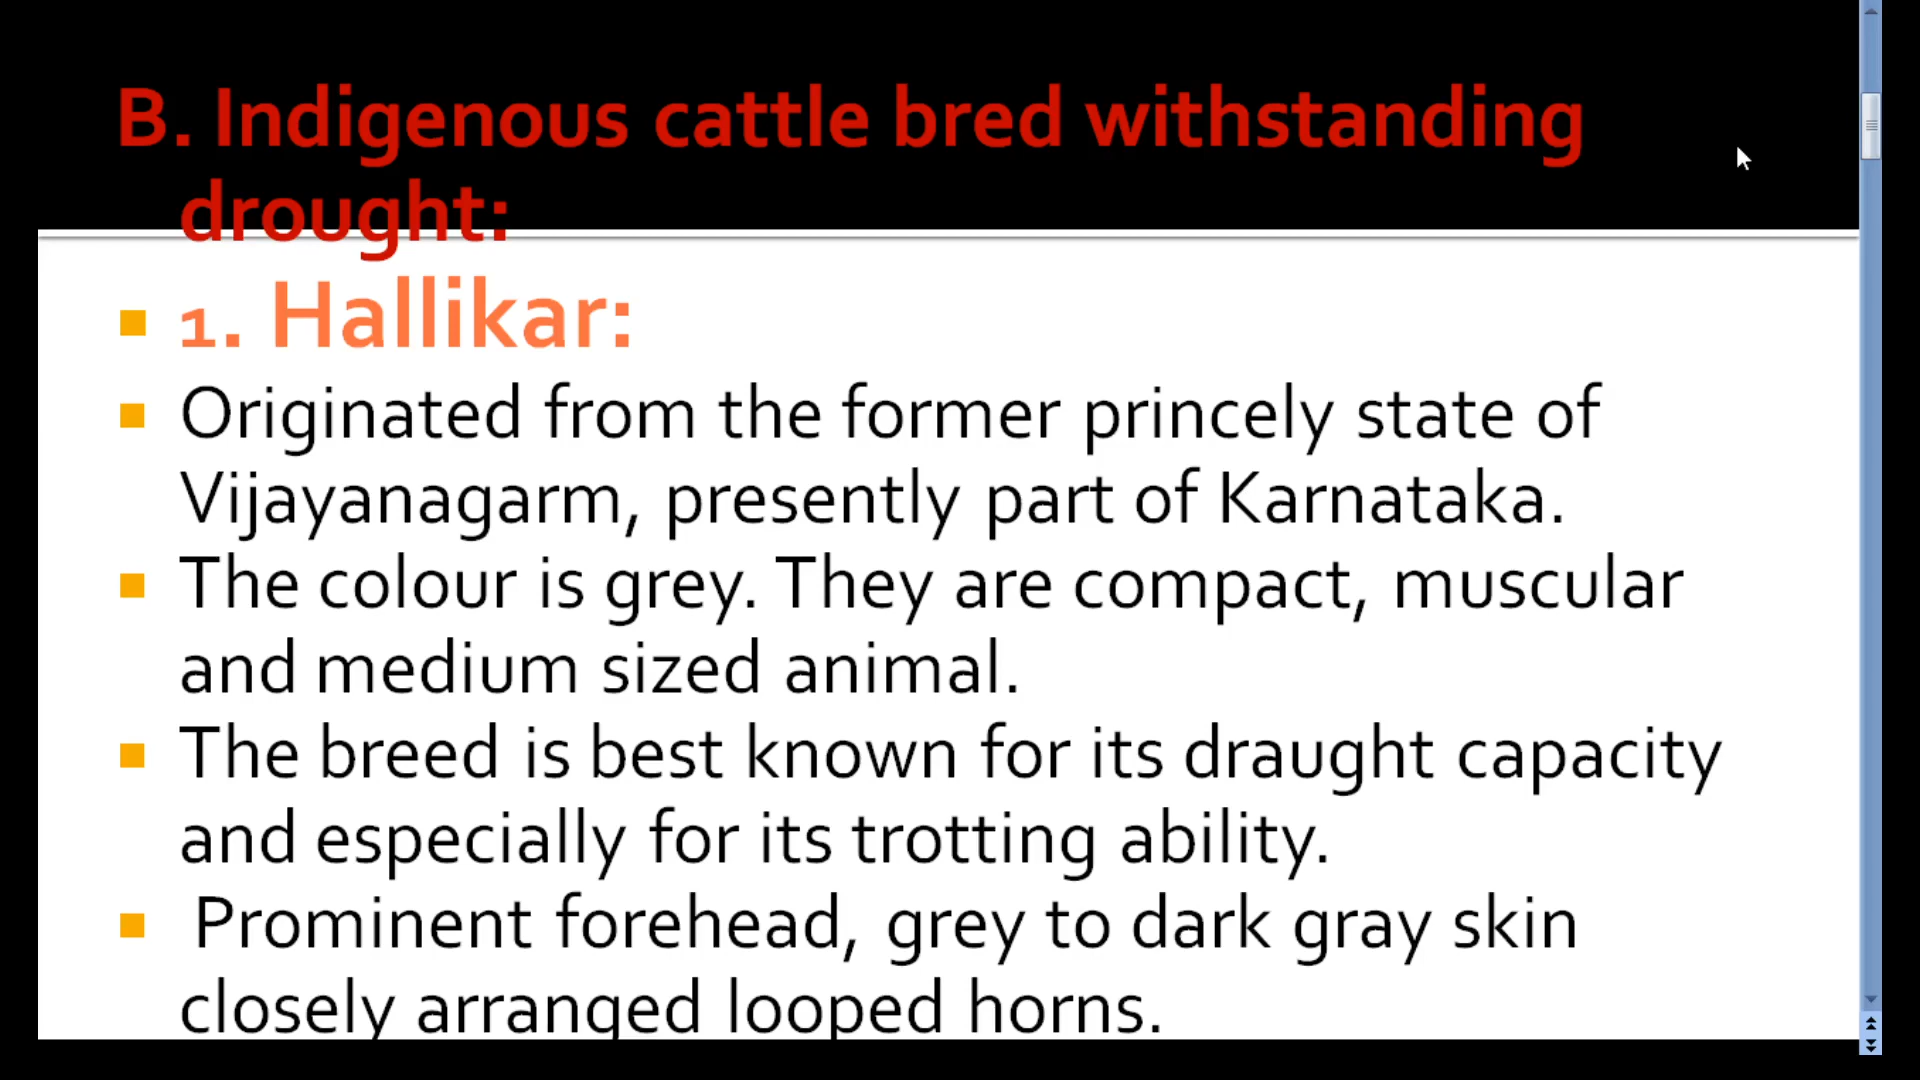 B. Indigenous cattle bred withstanding
drought:
1. Hallikar:
Originated from the former princely state of
Vijayanagarm, presently part of Karnataka.
The colour is grey. They are compact, muscular
and medium sized animal.
The breed is best known for its draught capacity
and especially for its trotting ability.
Prominent forehead, grey to dark gray skin
closely arranged looped horns.